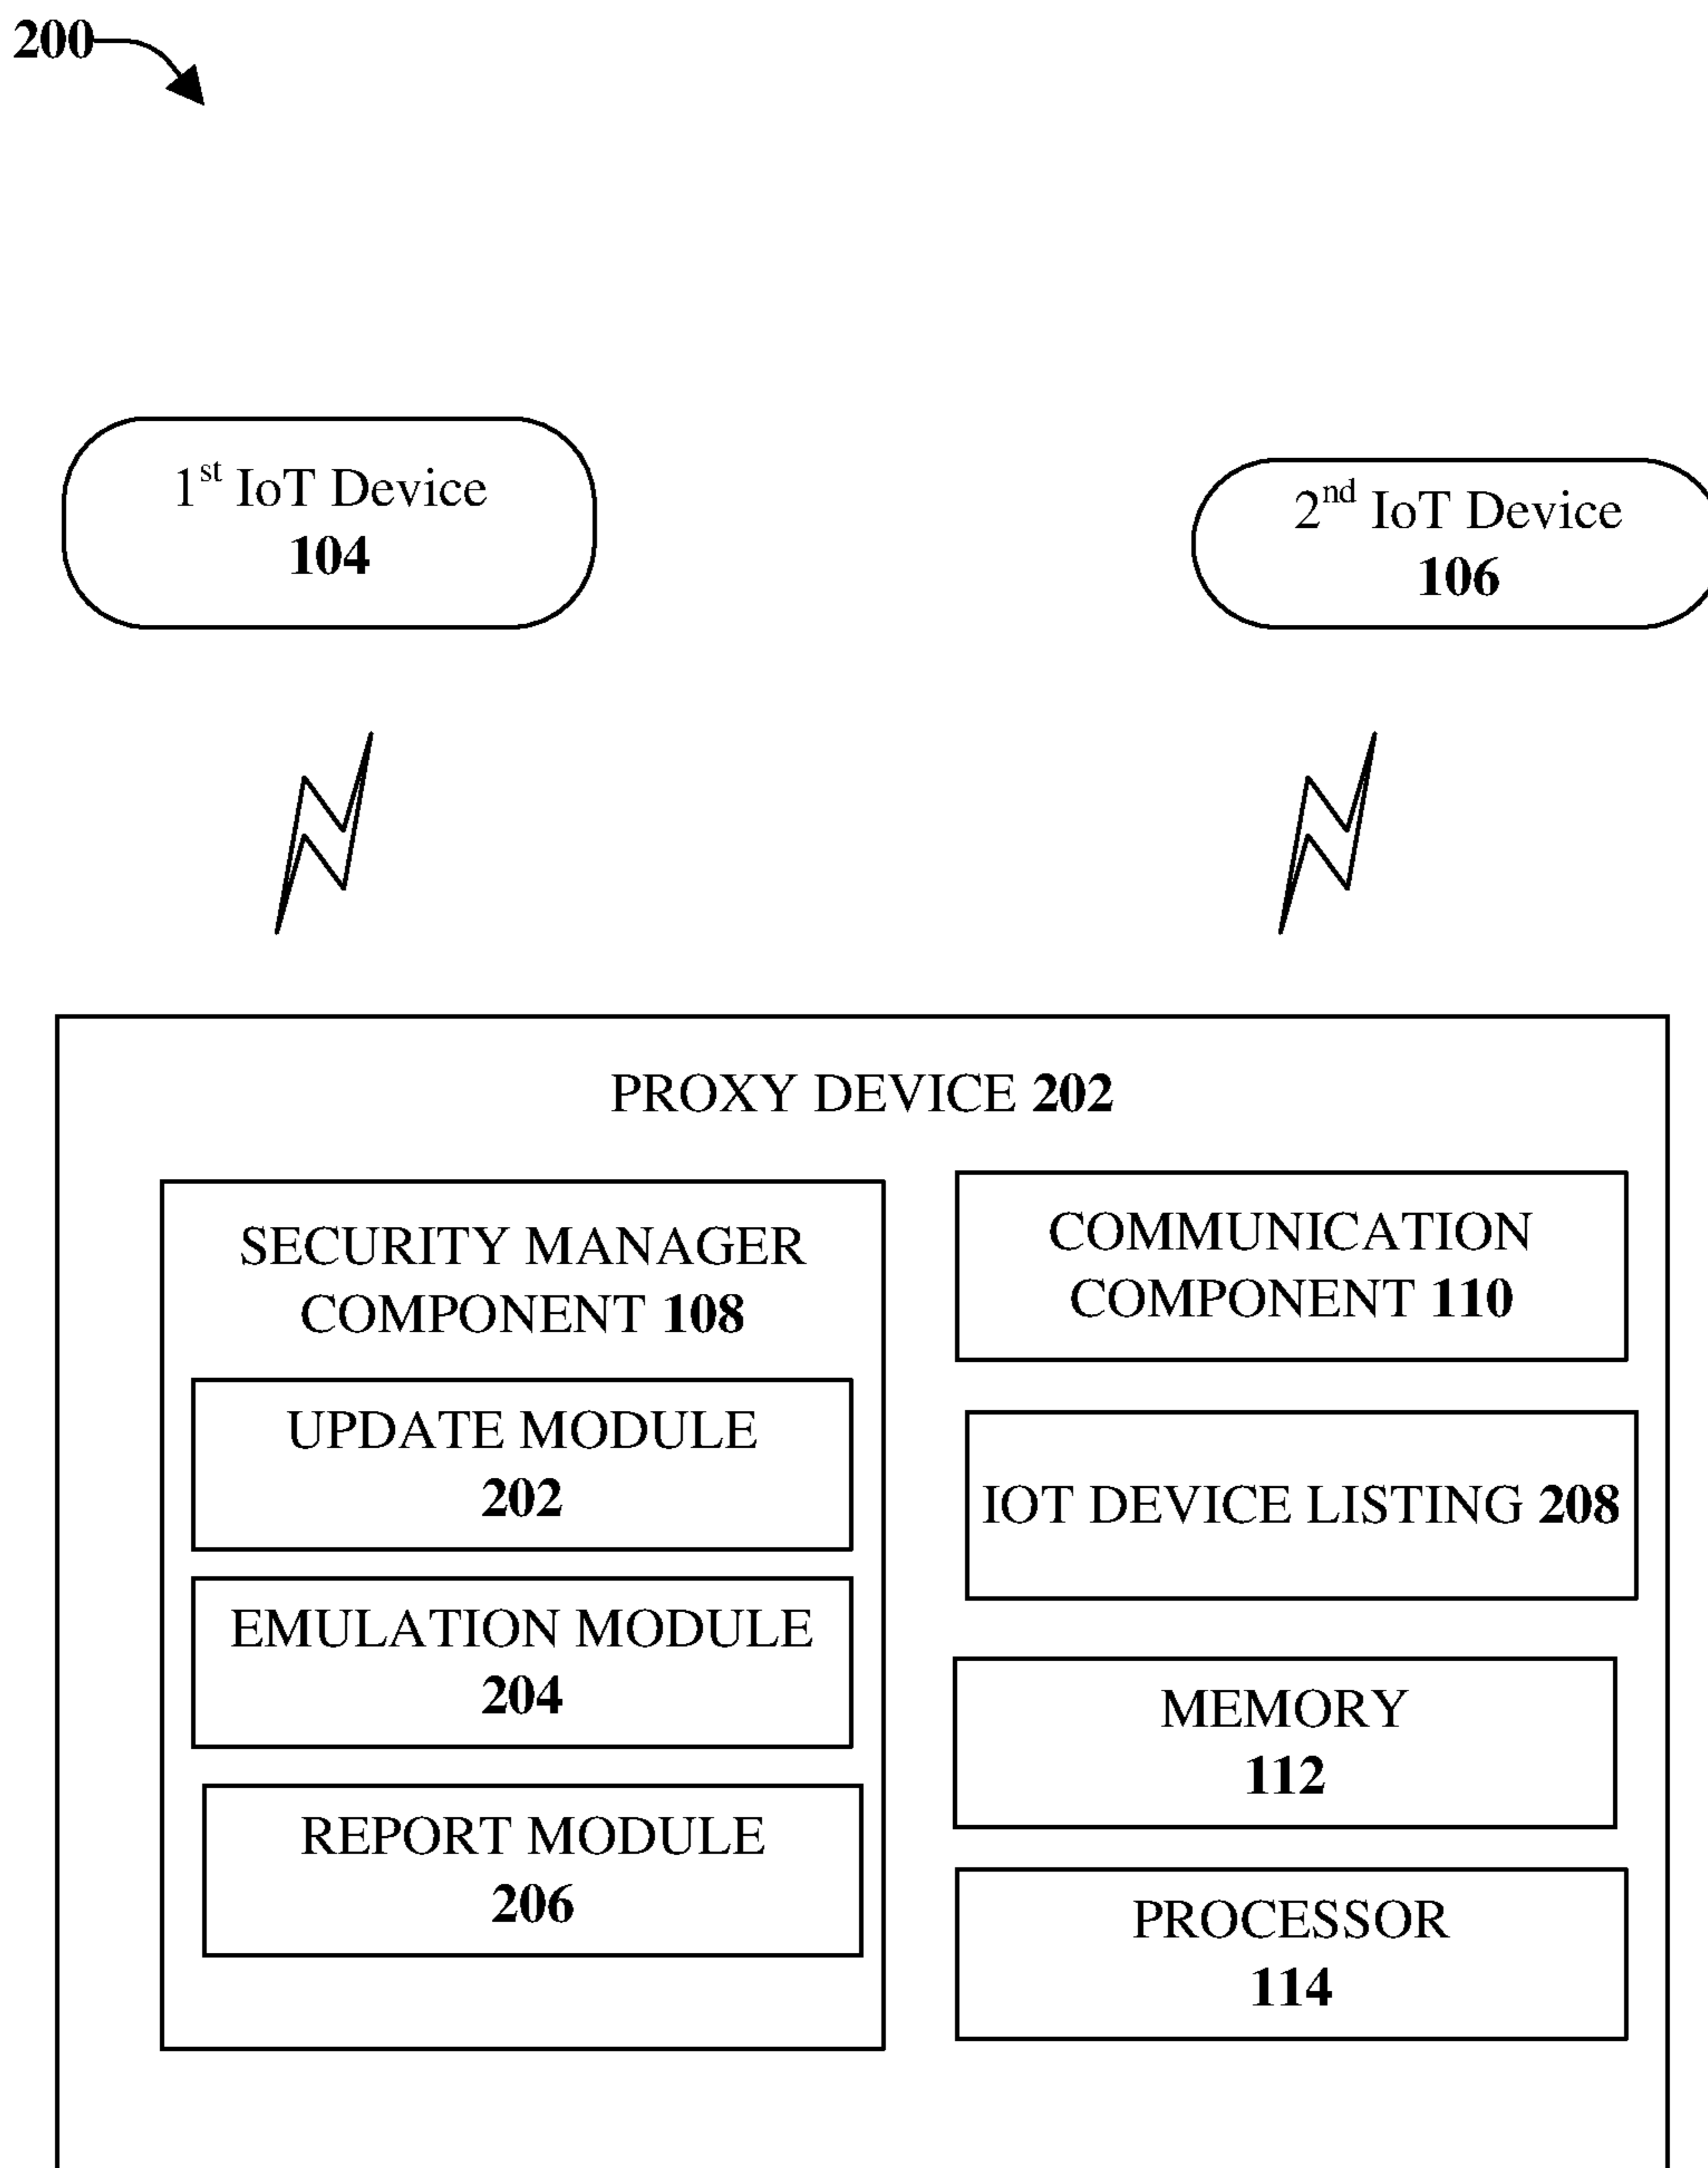 200
1st IoT Device
104
2nd IoT Device
106
PROXY DEVICE 202
SECURITY MANAGER
COMPONENT 108
UPDATE MODULE
202
EMULATION MODULE
204
REPORT MODULE
206
COMMUNICATION
COMPONENT 110
IOT DEVICE LISTING 208
MEMORY
112
PROCESSOR
114